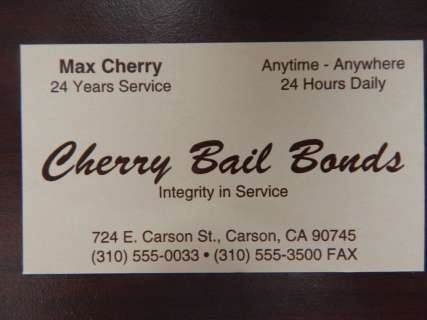 Max Cherry
24 Years Service
Anytime - Anywhere
24 Hours Daily
Cherry Bail Bonds
Integrity in Service
724 E. Carson St., Carson, CA 90745
(310) 555-0033 • (310) 555-3500 FAX